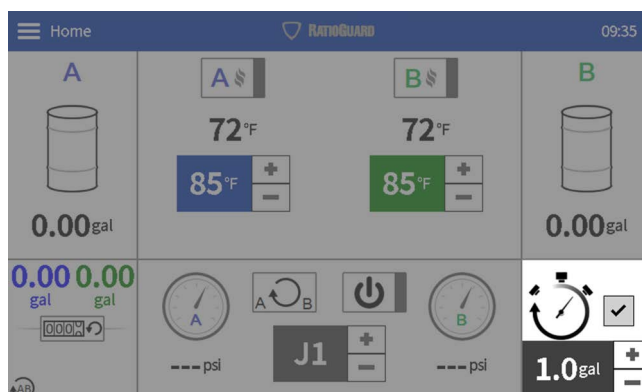 Home
RATIOGUARD
09:35
A
A
B
B
72°F
72°F
85°F
+
-
85°F
+
-
0.00gal
0.00gal
0.00 0.00
gal gal
A
A B
B
---psi
J1
+
-
---psi
1.0gal
+
-
AB